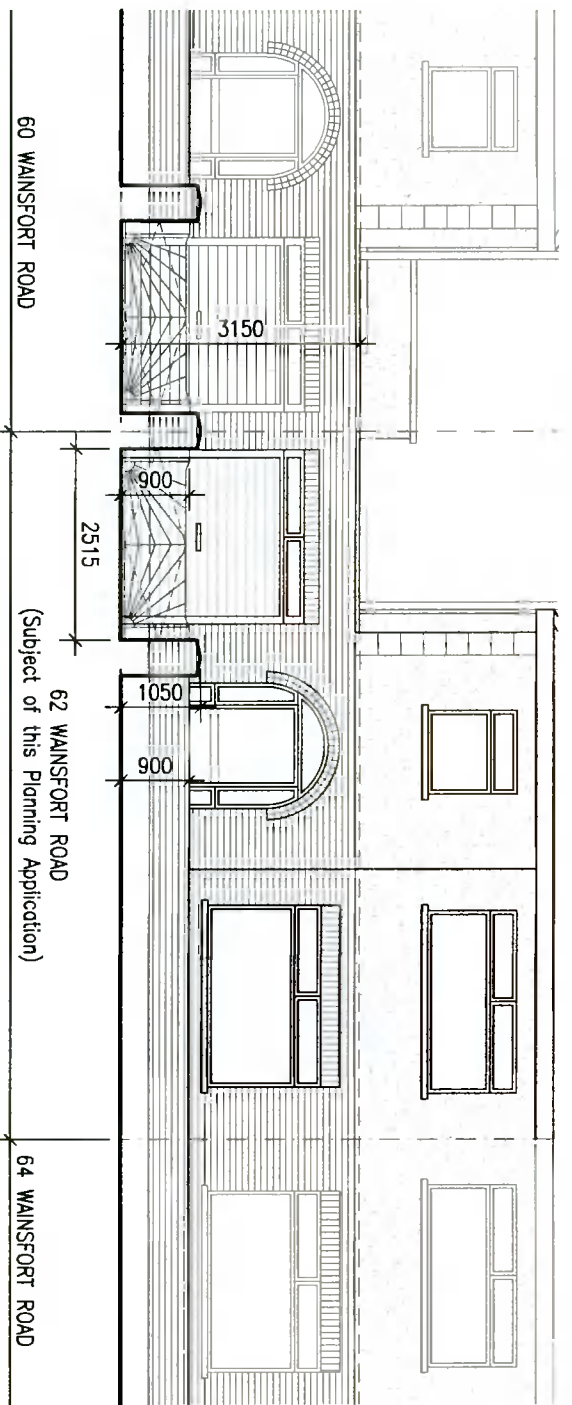 3150
900
2515
1050
900
60 WAINSFORT ROAD
62 WAINSFORT ROAD
(Subject of this Planning Application)
64 WAINSFORT ROAD